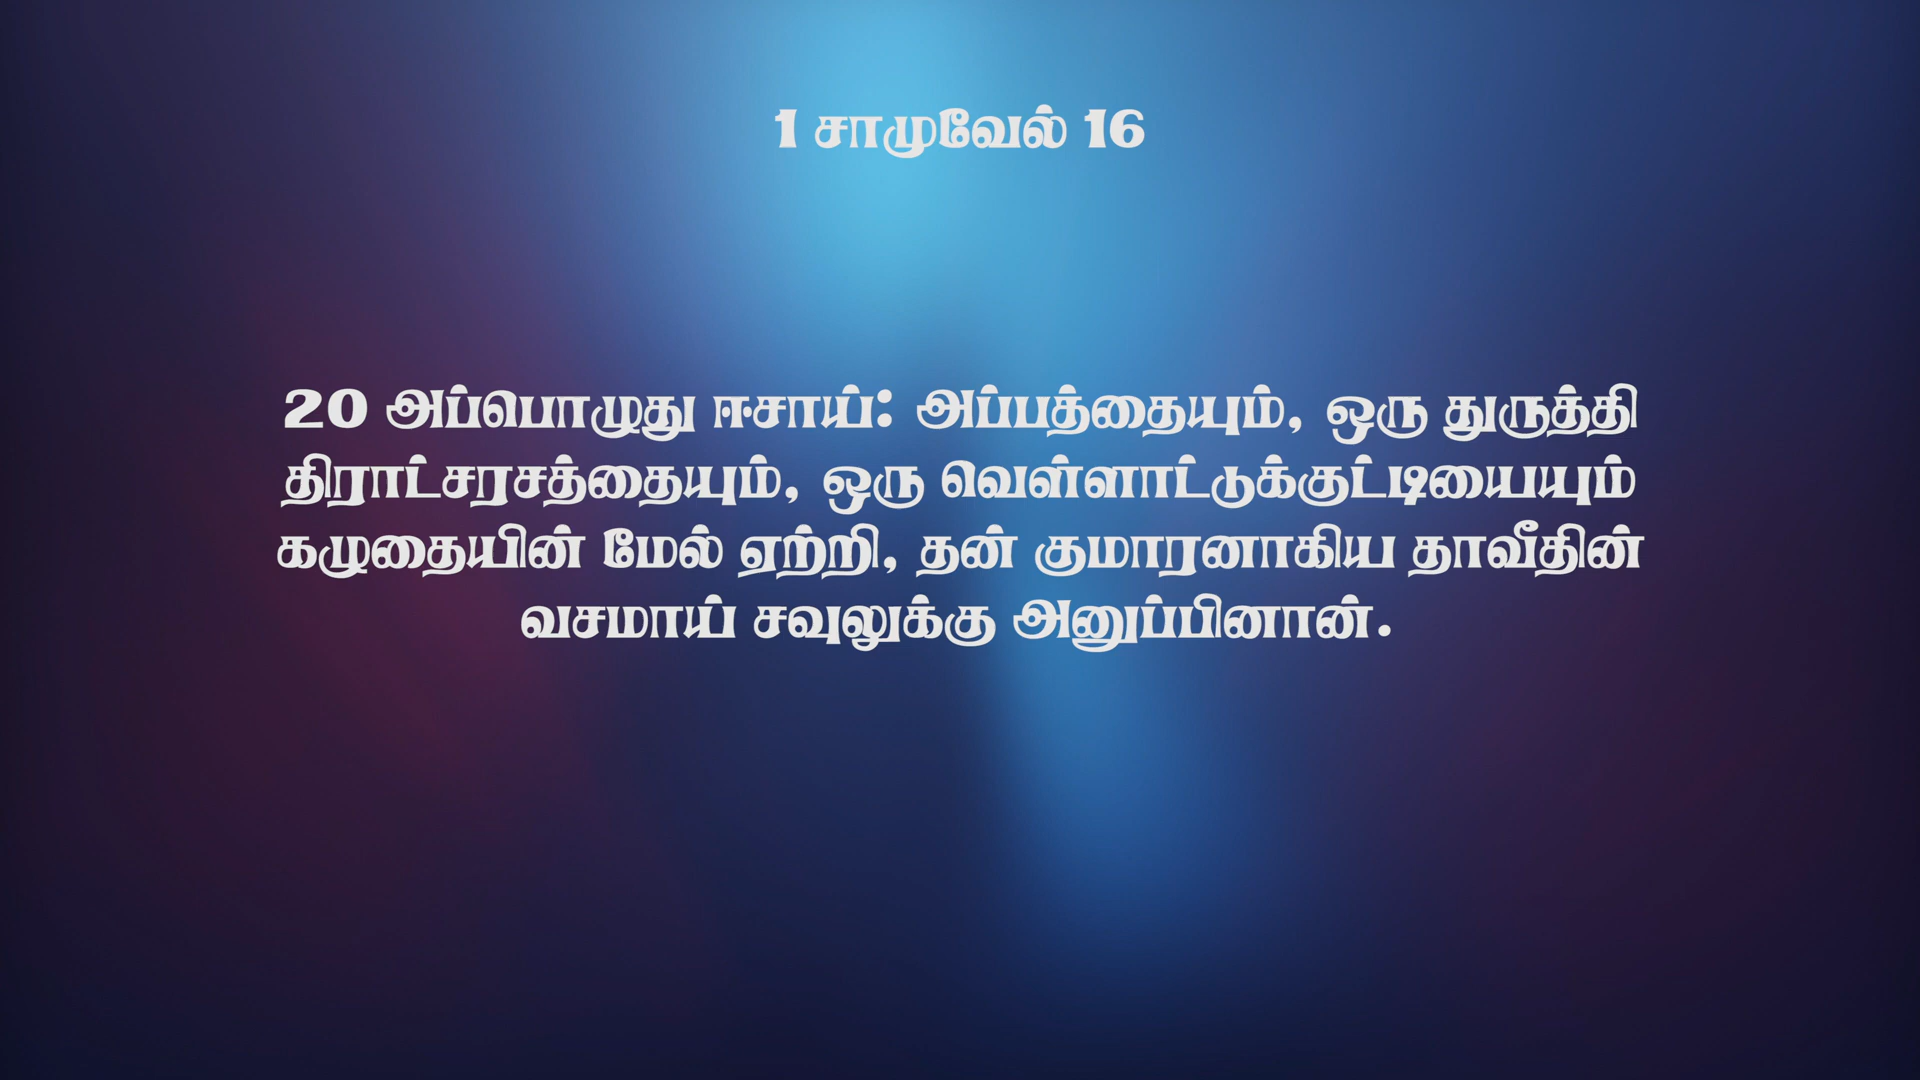 1 சாமுவேல் 16
20 அப்பொழுது ஈசாய்: அப்பத்தையும், ஒரு துருத்தி
திராட்சரசத்தையும், ஒரு வெள்ளாட்டுக்குட்டியையும்
கழுதையின் மேல் ஏற்றி, தன் குமாரனாகிய தாவீதின்
வசமாய் சவுலுக்கு அனுப்பினான்.